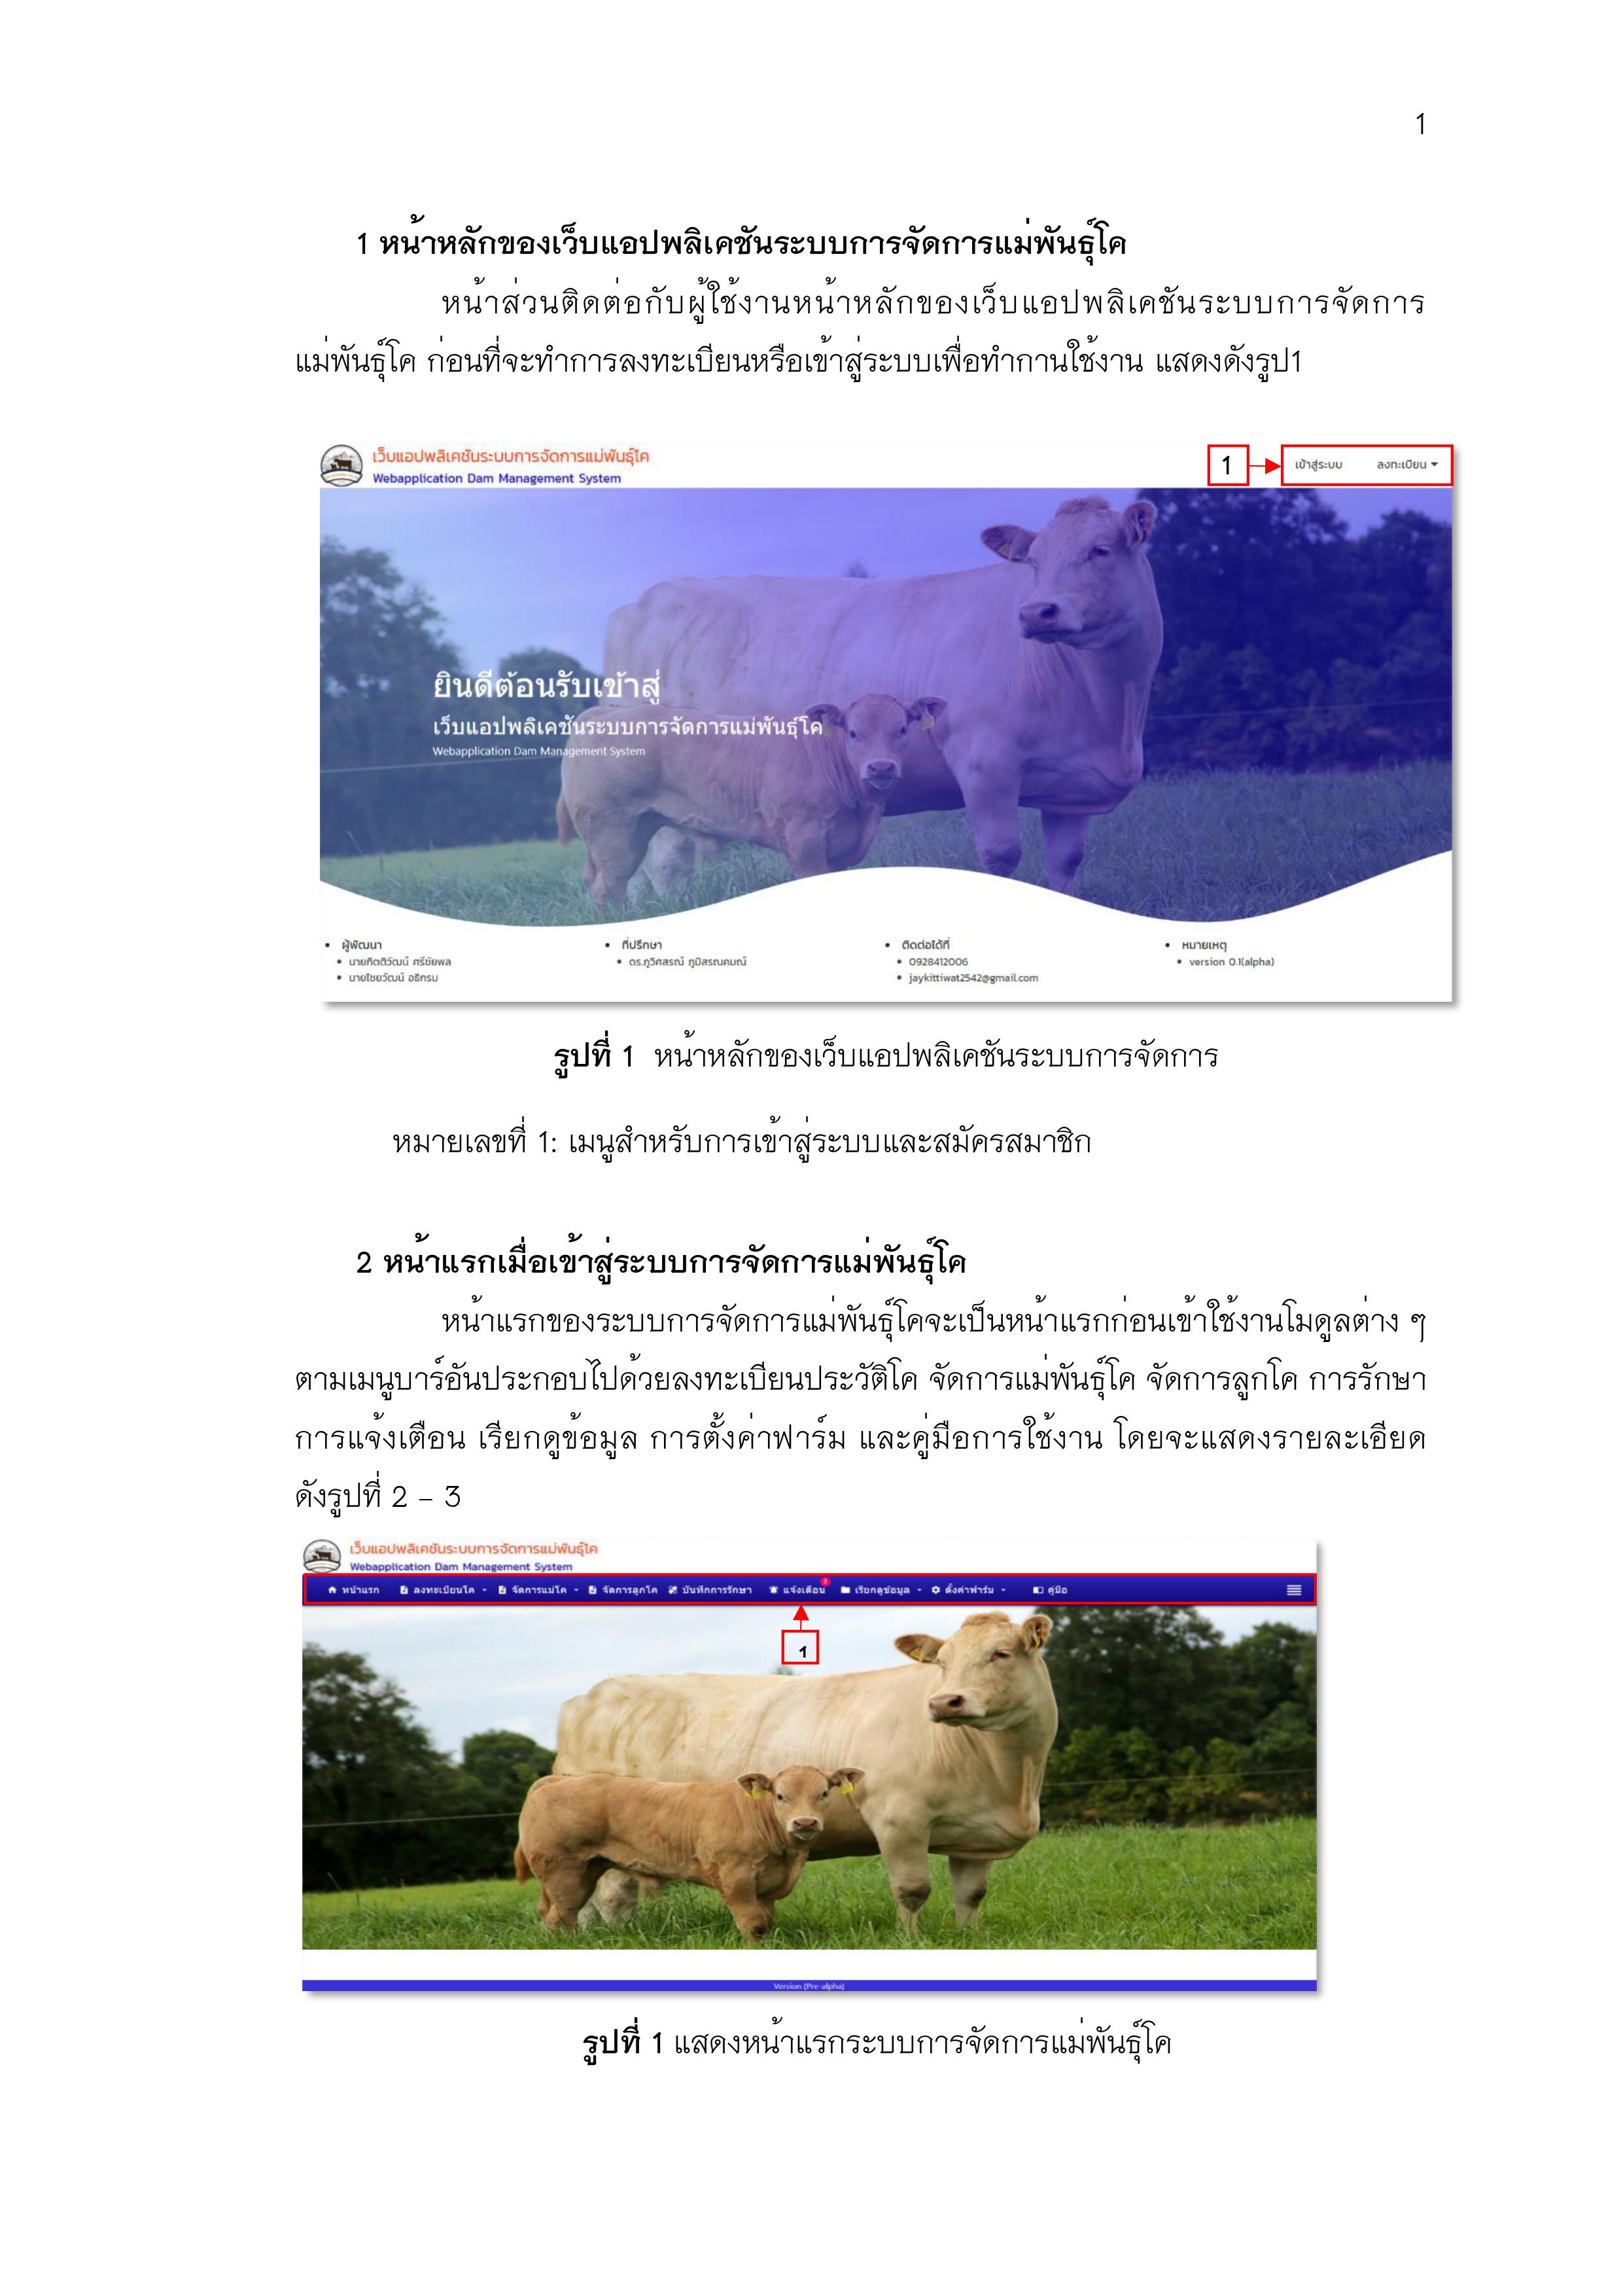 1
1 หน้าหลักของเว็บแอปพลิเคชันระบบการจัดการแม่พันธุ์โค
หน้าส่วนติดต่อกับผู้ใช้งานหน้าหลักของเว็บแอปพลิเคชันระบบการจัดการ
แม่พันธุ์โค ก่อนที่จะทำการลงทะเบียนหรือเข้าสู่ระบบเพื่อทำกานใช้งาน แสดงดังรูป1
เว็บแอปพลิเคชันระบบการจัดการแม่พันธุ์โค
Webapplication Dam Management System
1
เข้าสู่ระบบ ลงทะเบียน
ยินดีต้อนรับเข้าสู่
เว็บแอปพลิเคชันระบบการจัดการแม่พันธุ์โค
Webapplication Dam Management System
ผู้พัฒนา
นายกิตติวัฒน์ ศรีชัยพล
นายไชยวัฒน์ อธิกรม
ที่ปรึกษา
ดร.ภูวิศสรณ์ ภูมิสรณคมณ์
ติดต่อได้ที่
0928412006
jaykittiwat2542@gmail.com
หมายเหตุ
version 0.1(alpha)
รูปที่ 1 หน้าหลักของเว็บแอปพลิเคชันระบบการจัดการ
หมายเลขที่ 1: เมนูสำหรับการเข้าสู่ระบบและสมัครสมาชิก
2 หน้าแรกเมื่อเข้าสู่ระบบการจัดการแม่พันธุ์โค
หน้าแรกของระบบการจัดการแม่พันธุ์โคจะเป็นหน้าแรกก่อนเข้าใช้งานโมดูลต่าง ๆ
ตามเมนูบาร์อันประกอบไปด้วยลงทะเบียนประวัติโค จัดการแม่พันธุ์โค จัดการลูกโค การรักษา
การแจ้งเตือน เรียกดูข้อมูล การตั้งค่าฟาร์ม และคู่มือการใช้งาน โดยจะแสดงรายละเอียด
ดังรูปที่ 2 – 3
เว็บแอปพลิเคชันระบบการจัดการแม่พันธุ์โค
Webapplication Dam Management System
หน้าแรก ลงทะเบียนโค จัดการแม่โค จัดการลูกโค บันทึกการรักษา แจ้งเตือน เรียกดูข้อมูล ตั้งค่าฟาร์ม คู่มือ
1
Version (Pre-alpha)
รูปที่ 1 แสดงหน้าแรกระบบการจัดการแม่พันธุ์โค